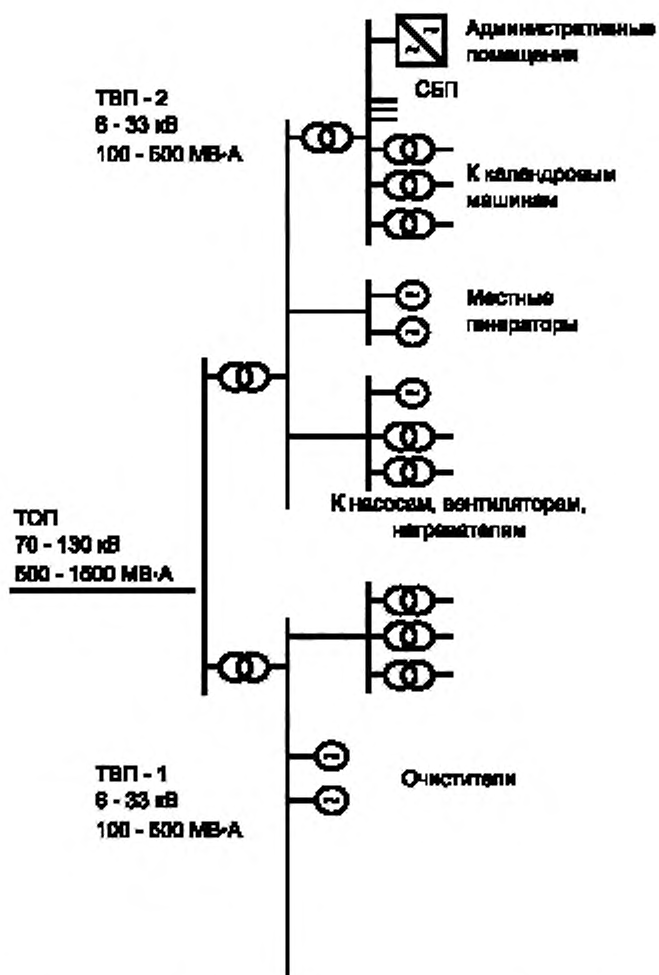 Административные
помещения
СБП
ТВП - 2
6 - 33 кВ
100 - 500 МВ•А
К каландровым
машинам
Местные
генераторы
К насосам, вентиляторам,
нагревателям
ТОП
70 - 130 кВ
500 - 1500 МВ•А
ТВП - 1
6 - 33 кВ
100 - 500 МВ•А
Очистители